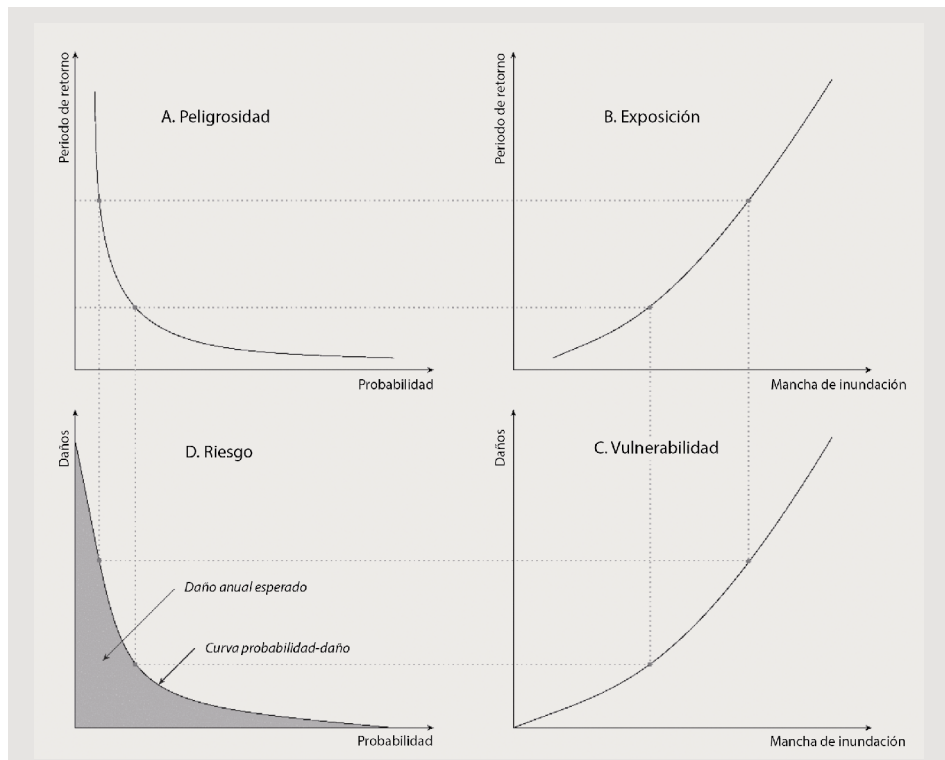 A. Peligrosidad
Periodo de retorno
Probabilidad
B. Exposición
Periodo de retorno
Mancha de inundación
D. Riesgo
Daños
Daño anual esperado
Curva probabilidad-daño
Probabilidad
C. Vulnerabilidad
Daños
Mancha de inundación